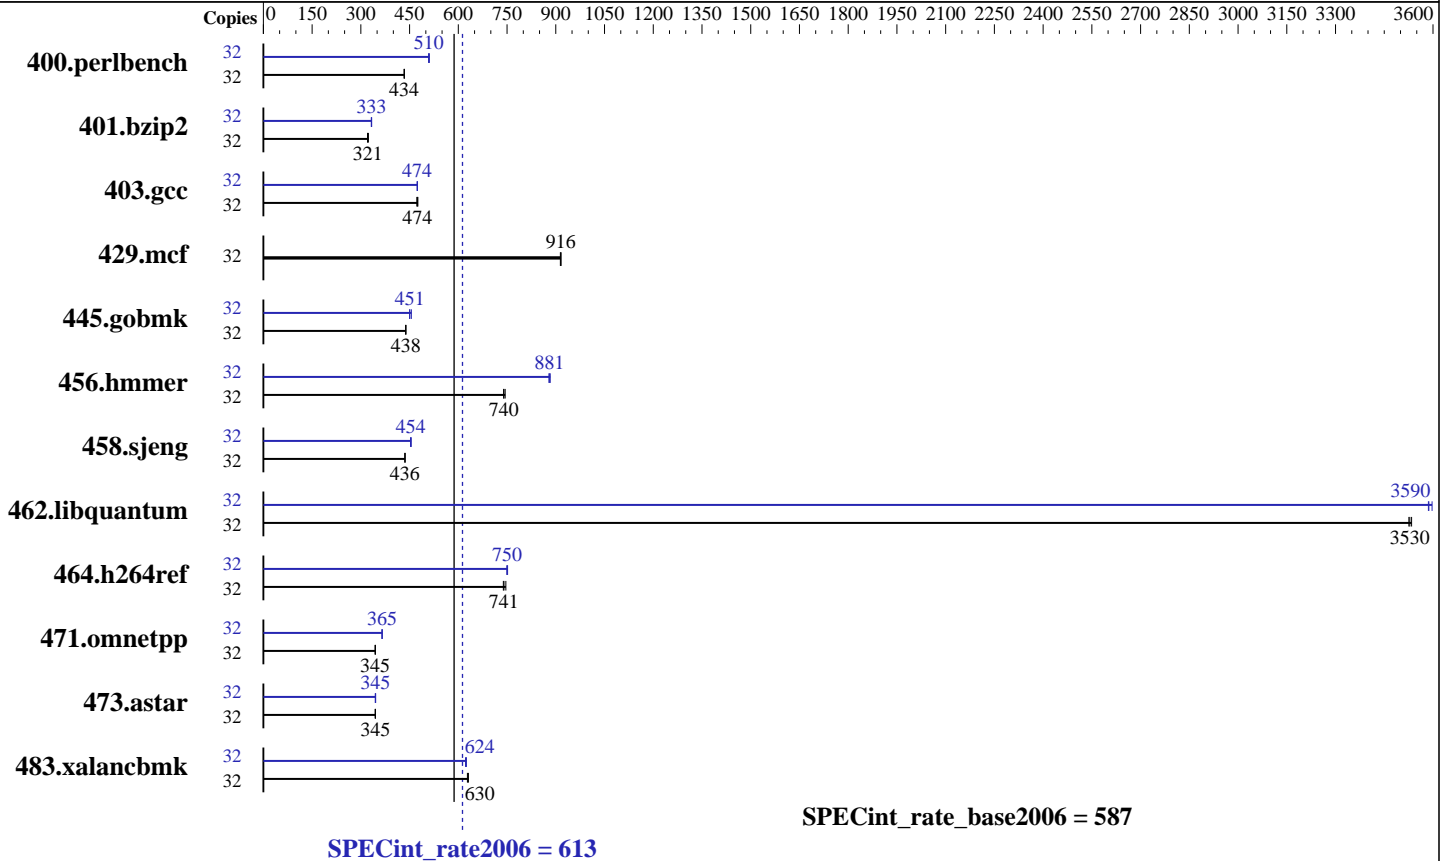 Copies 0 150 300 450 600 750 900 1050 1200 1350 1500 1650 1800 1950 2100 2250 2400 2550 2700 2850 3000 3150 3300 3600
400.perlbench 32 510
32 434
401.bzip2 32 333
32 321
403.gcc 32 474
32 474
429.mcf 32 916
445.gobmk 32 451
32 438
456.hmmer 32 881
32 740
458.sjeng 32 454
32 436
462.libquantum 32 3590
32 3530
464.h264ref 32 750
32 741
471.omnetpp 32 365
32 345
473.astar 32 345
32 345
483.xalancbmk 32 624
32 630
SPECint_rate_base2006 = 587
SPECint_rate2006 = 613